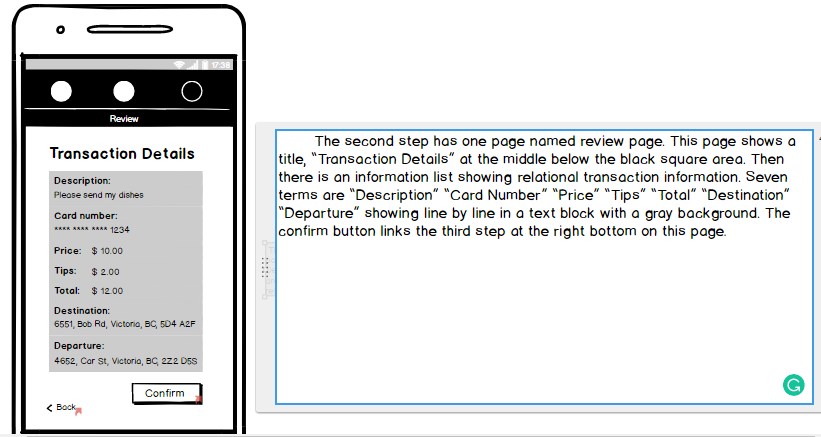 17:38
Review
Transaction Details
Description:
Please send my dishes
Card number:
**** **** **** 1234
Price: $ 10.00
Tips: $ 2.00
Total: $ 12.00
Destination:
6551, Bob Rd, Victoria, BC, 5D4 A2F
Departure:
4652, Car St, Victoria, BC, 2Z2 D5S
Confirm
< Back
The second step has one page named review page. This page shows a
title, "Transaction Details" at the middle below the black square area. Then
there is an information list showing relational transaction information. Seven
terms are "Description" "Card Number" "Price" "Tips" "Total" "Destination"
"Departure" showing line by line in a text block with a gray background. The
confirm button links the third step at the right bottom on this page.